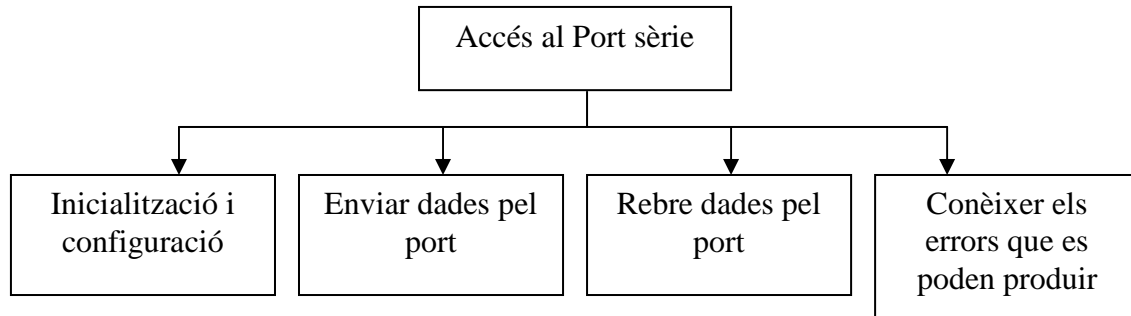 Accés al Port sèrie
Inicialització i
configuració
Enviar dades pel
port
Rebre dades pel
port
Conèixer els
errors que es
poden produir